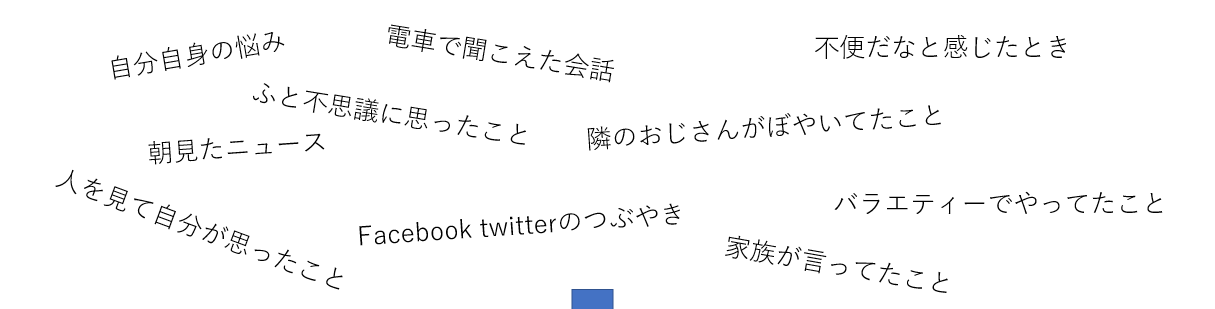 自分自身の悩み
電車で聞こえた会話
不便だなと感じたとき
ふと不思議に思ったこと
隣のおじさんがぼやいてたこと
朝見たニュース
人を見て自分が思ったこと
Facebook twitterのつぶやき
バラエティーでやってたこと
家族が言ってたこと